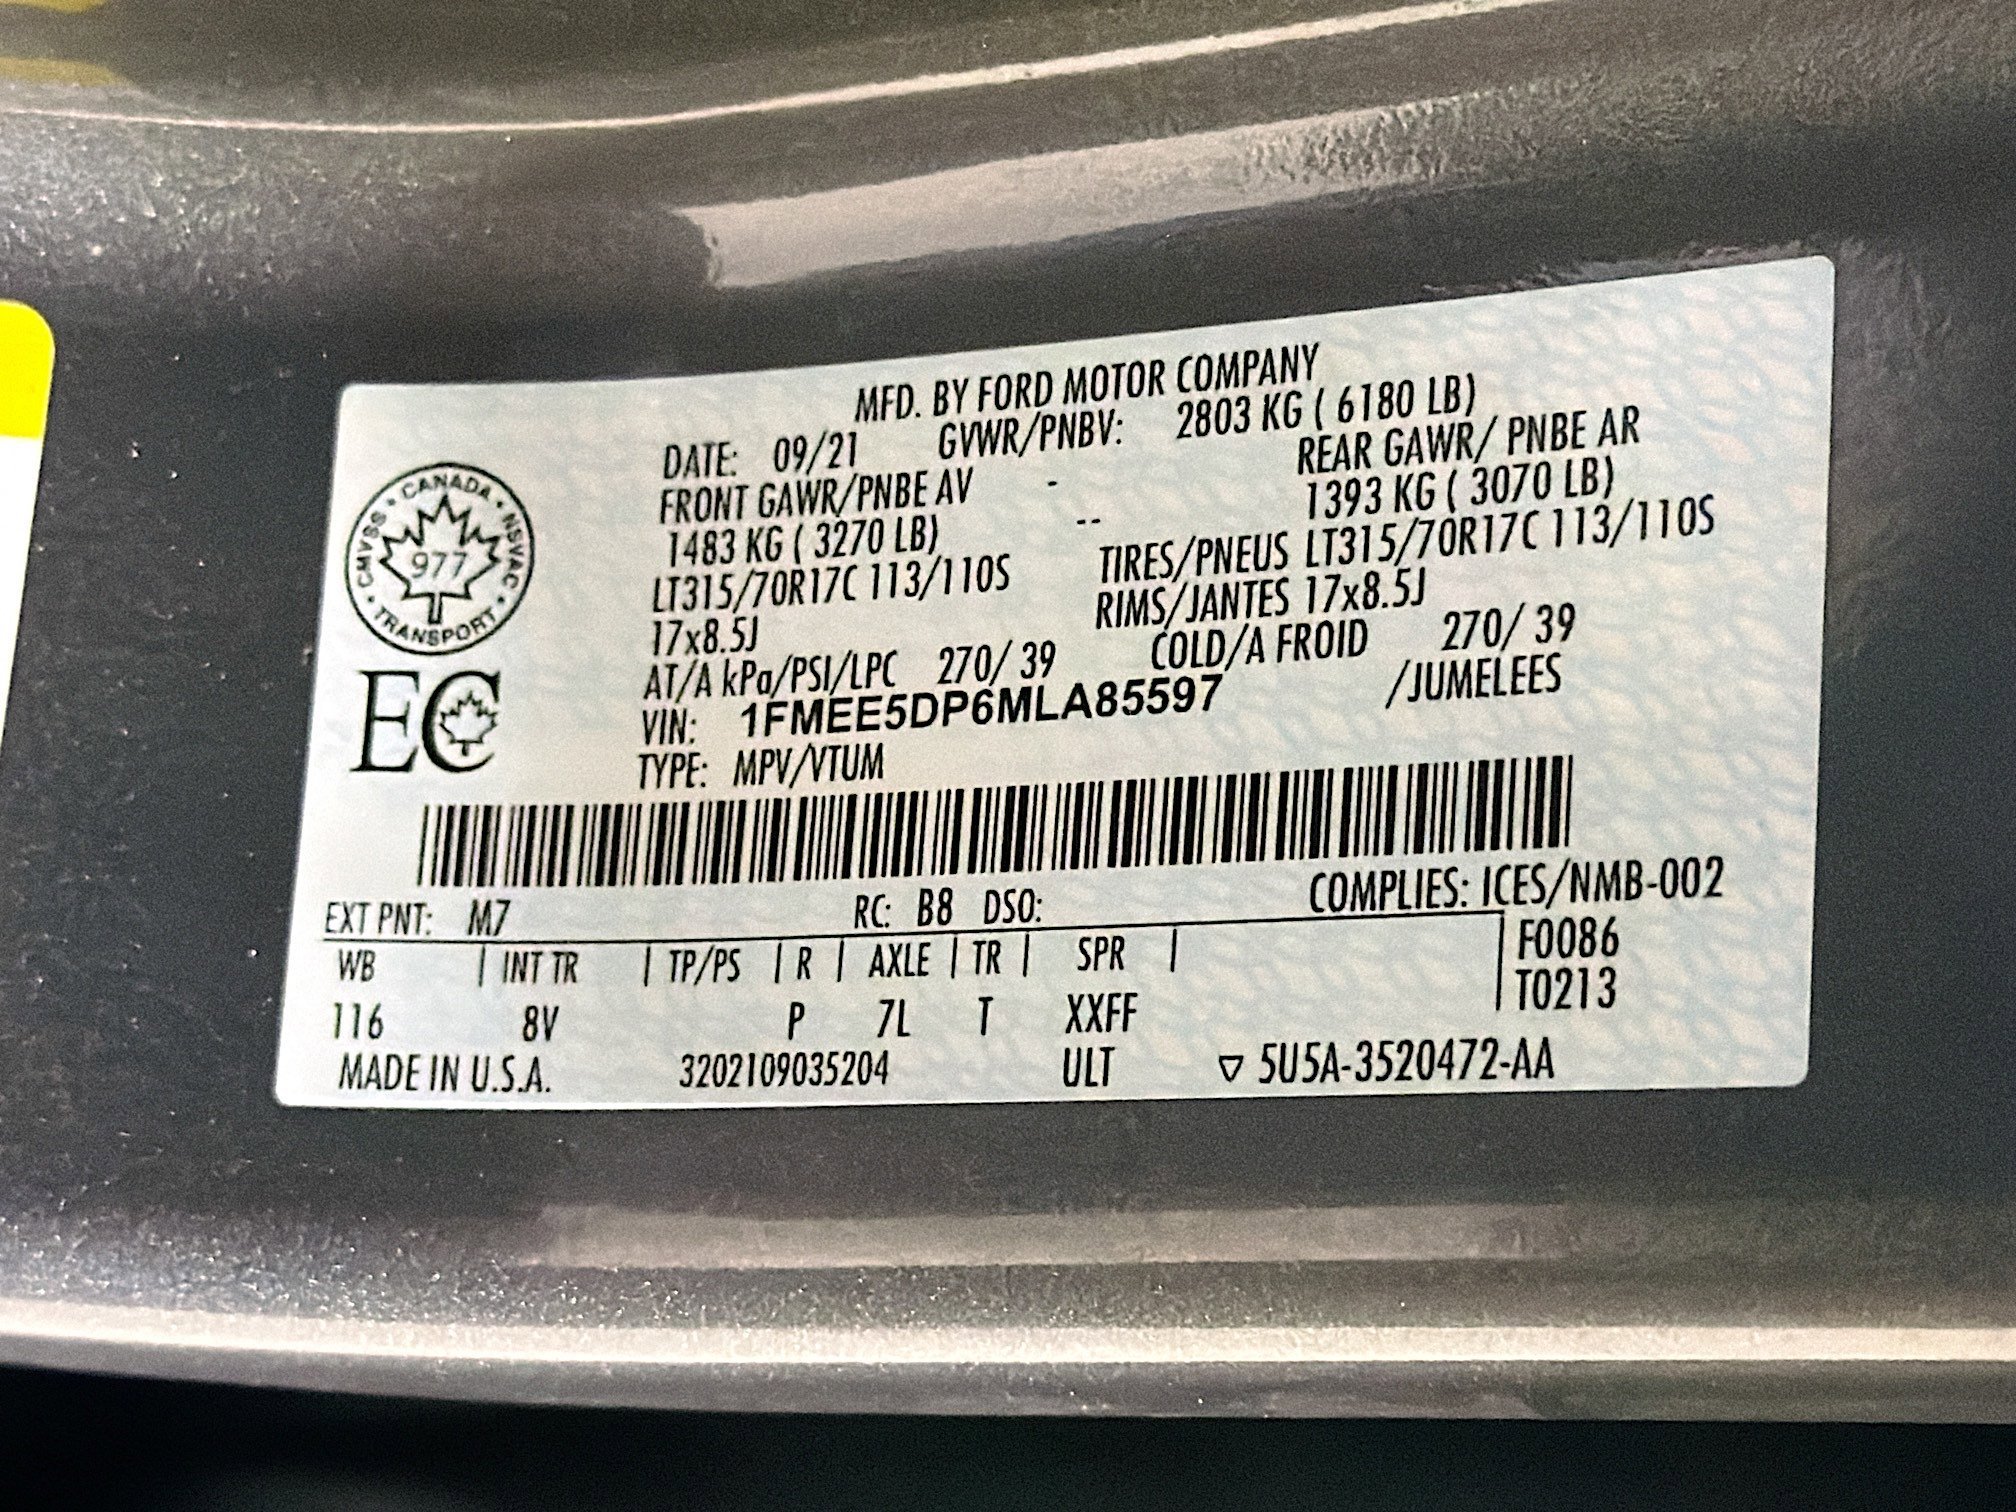 MFD. BY FORD MOTOR COMPANY
DATE: 09/21 GVWR/PNBV: 2803 KG ( 6180 LB)
FRONT GAWR/PNBE AV - REAR GAWR/ PNBE AR
1483 KG ( 3270 LB) -- 1393 KG ( 3070 LB)
LT315/70R17C 113/110S TIRES/PNEUS LT315/70R17C 113/110S
17x8.5J RIMS/JANTES 17x8.5J
AT/A kPa/PSI/LPC 270/ 39 COLD/A FROID 270/ 39
VIN: 1FMEE5DP6MLA85597 /JUMELEES
TYPE: MPV/VTUM
CANADA • NSVAC • TRANSPORT • CMVSS •
977
EC
EXT PNT: M7 RC: B8 DSO: COMPLIES: ICES/NMB-002
WB | INT TR | TP/PS | R | AXLE | TR | SPR | F0086
T0213
116 8V P 7L T XXFF
MADE IN U.S.A. 3202109035204 ULT ▽ 5U5A-3520472-AA